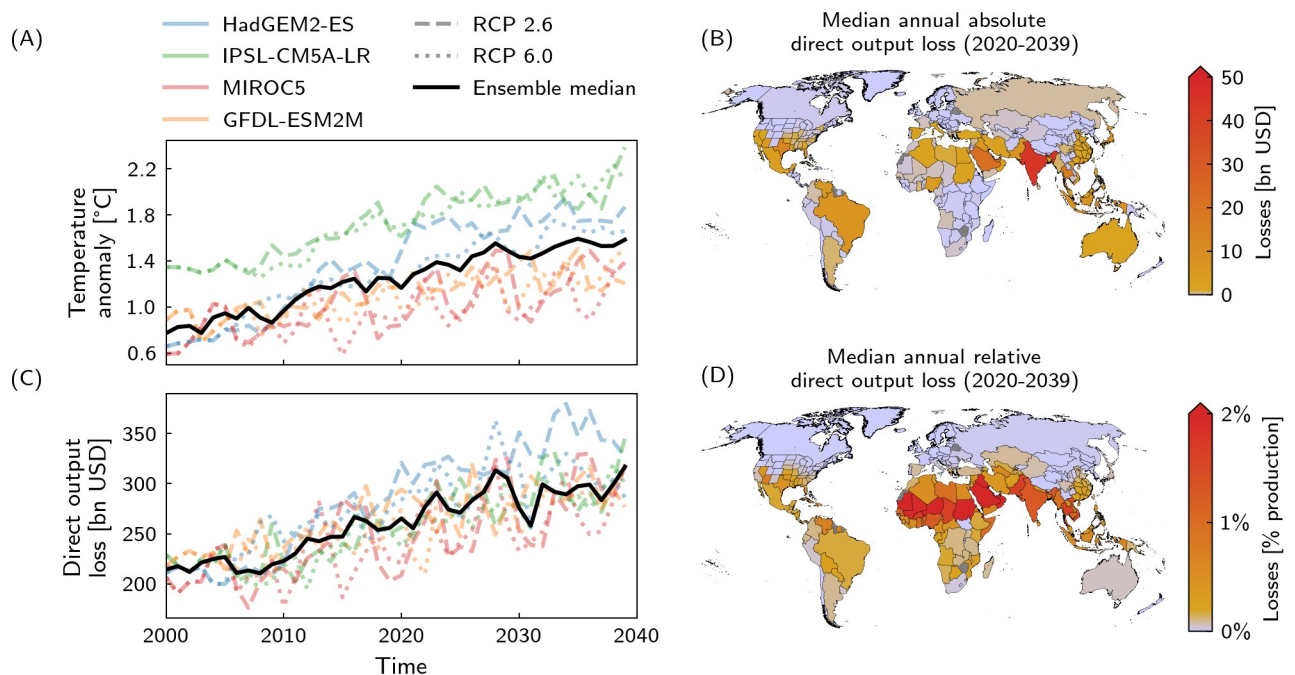 (A)
HadGEM2-ES
IPSL-CM5A-LR
MIROC5
GFDL-ESM2M
RCP 2.6
RCP 6.0
Ensemble median
Temperature
anomaly [°C]
2.2
1.8
1.4
1.0
0.6
(B)
Median annual absolute
direct output loss (2020-2039)
50
40
30
20
10
0
Losses [bn USD]
(C)
Direct output
loss [bn USD]
350
300
250
200
2000
2010
2020
2030
2040
Time
(D)
Median annual relative
direct output loss (2020-2039)
2%
1%
0%
Losses [% production]